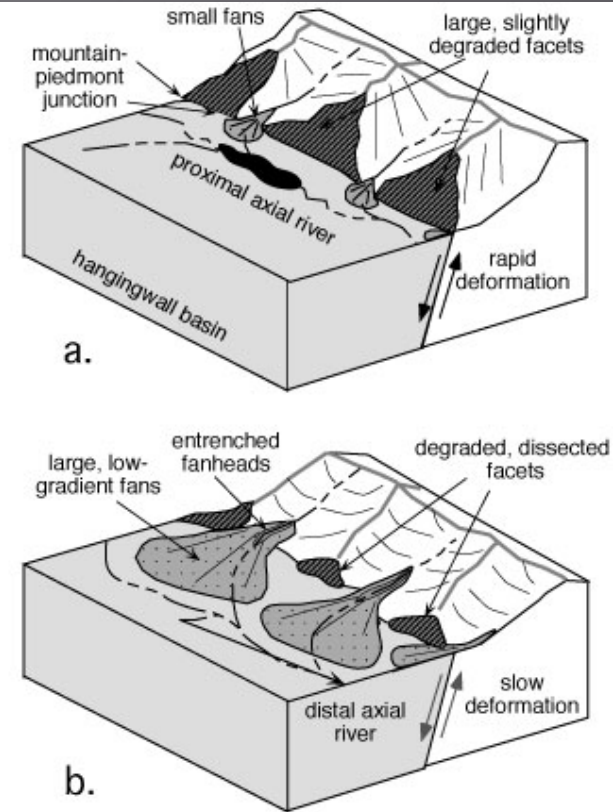 small fans
mountain-
piedmont
junction
large, slightly
degraded facets
proximal axial river
hangingwall basin
rapid
deformation
a.
large, low-
gradient fans
entrenched
fanheads
degraded, dissected
facets
distal axial
river
slow
deformation
b.